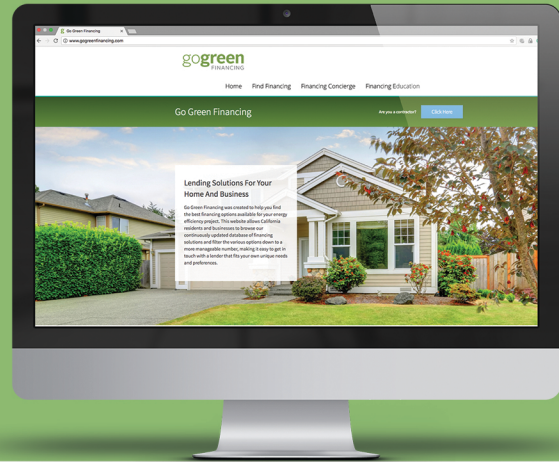 Go Green Financing
www.gogreenfinancing.com
gogreen
FINANCING
Home Find Financing Financing Concierge Financing Education
Go Green Financing
Are you a contractor? Click Here
Lending Solutions For Your
Home And Business
Go Green Financing was created to help you find
the best financing options available for your energy
efficiency project. This website allows California
residents and businesses to browse our
continuously updated database of financing
solutions and filter the various options down to a
more manageable number, making it easy to get in
touch with a lender that fits your own unique needs
and preferences.